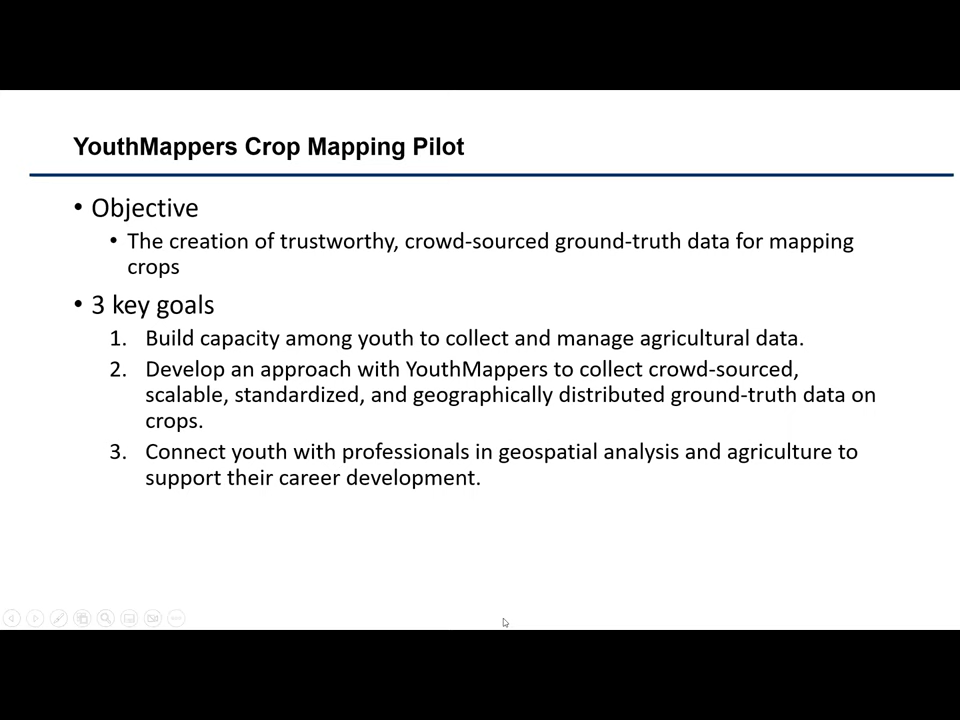 YouthMappers Crop Mapping Pilot
• Objective
• The creation of trustworthy, crowd-sourced ground-truth data for mapping
crops
• 3 key goals
1. Build capacity among youth to collect and manage agricultural data.
2. Develop an approach with YouthMappers to collect crowd-sourced,
scalable, standardized, and geographically distributed ground-truth data on
crops.
3. Connect youth with professionals in geospatial analysis and agriculture to
support their career development.